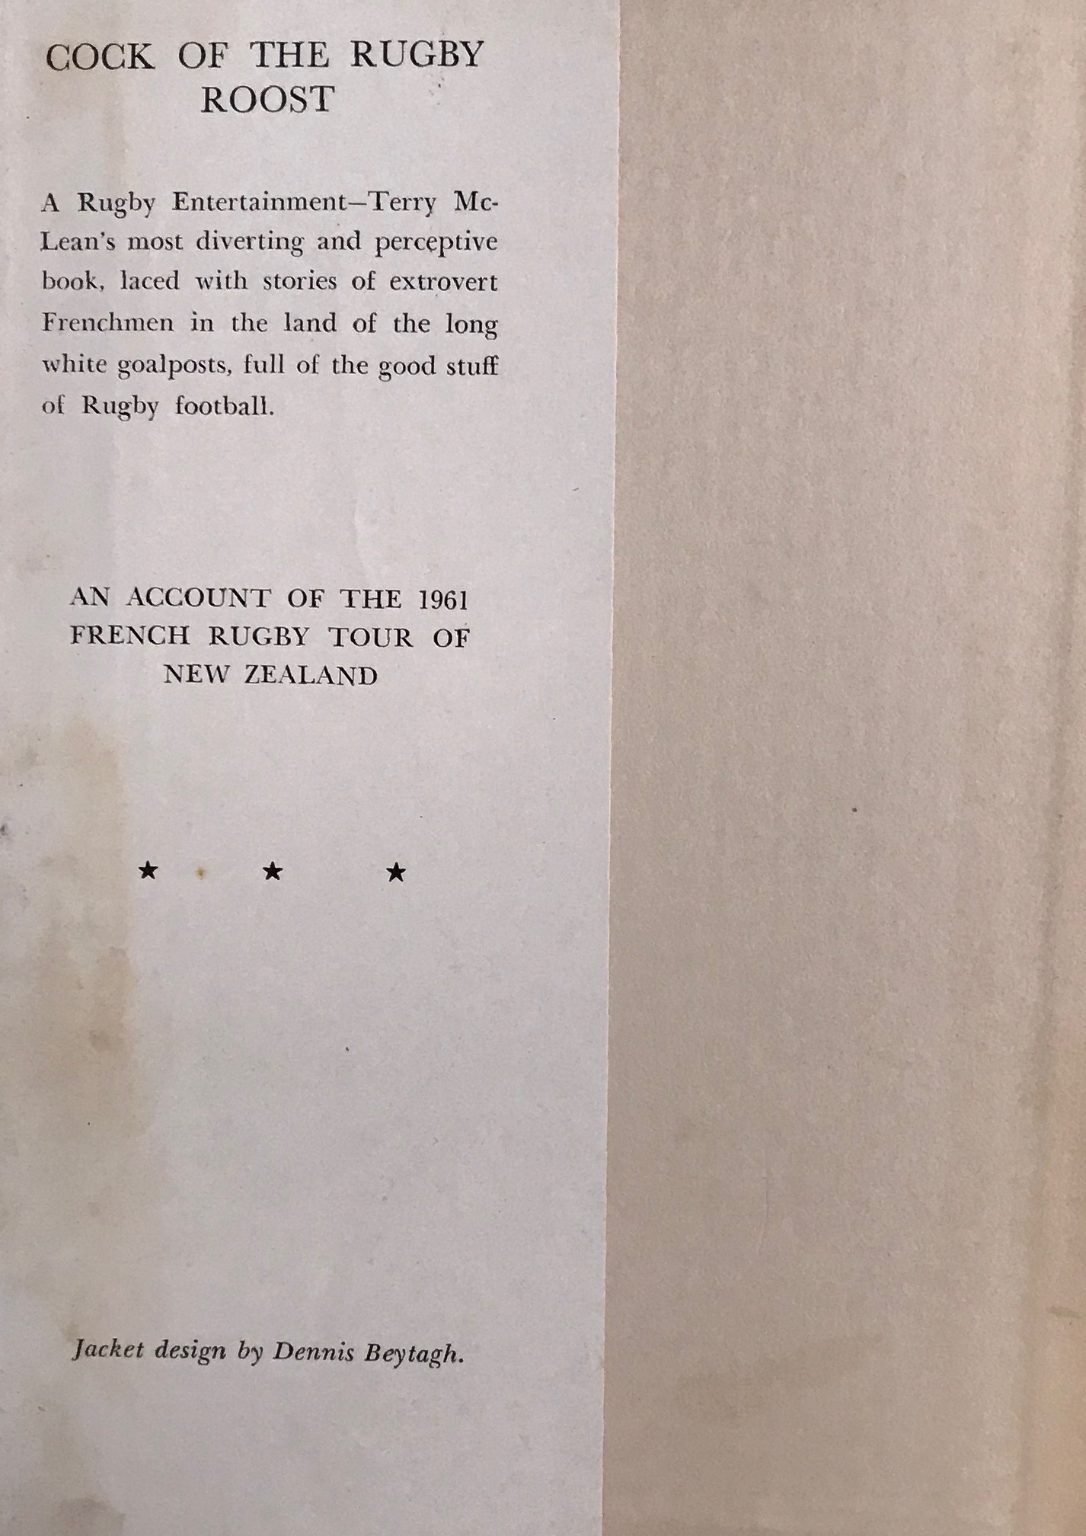 COCK OF THE RUGBY
ROOST
A Rugby Entertainment—Terry Mc-
Lean's most diverting and perceptive
book, laced with stories of extrovert
Frenchmen in the land of the long
white goalposts, full of the good stuff
of Rugby football.
AN ACCOUNT OF THE 1961
FRENCH RUGBY TOUR OF
NEW ZEALAND
★ ★ ★
Jacket design by Dennis Beytagh.